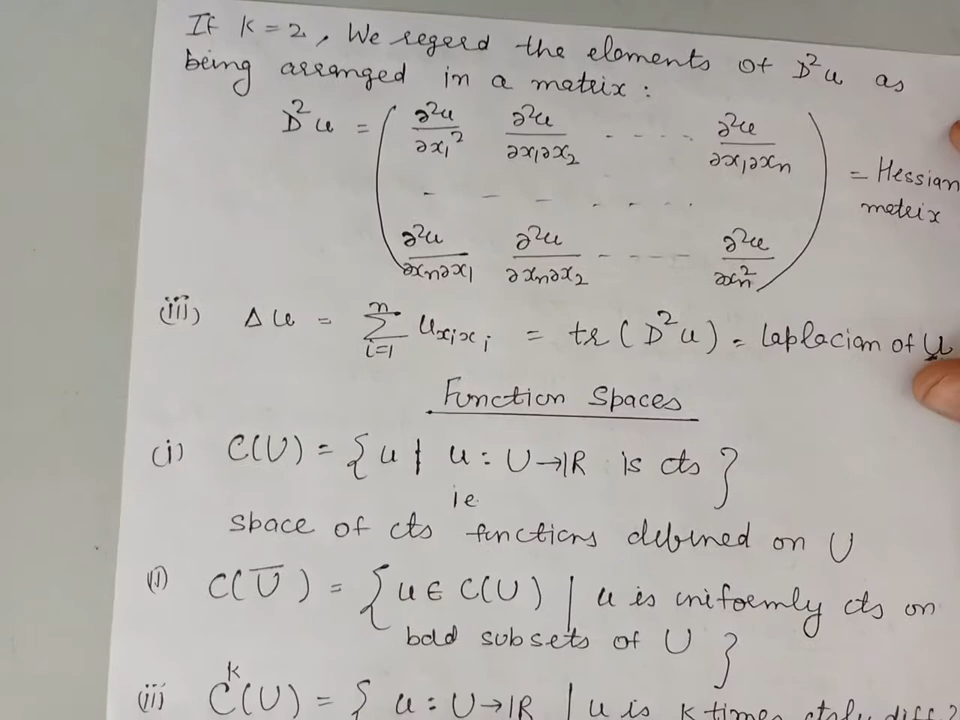 If K = 2, We regard the elements of D²u as
being arranged in a matrix :
D²u = ( ∂²u/∂x₁² ∂²u/∂x₁∂x₂ - - - - - ∂²u/∂x₁∂xₙ ) = Hessian
- - - - - - matrix
∂²u/∂xₙ∂x₁ ∂²u/∂xₙ∂x₂ - - - - - ∂²u/∂xₙ²
(iii) Δu = ∑ⁿᵢ₌₁ uₓᵢₓᵢ = tr (D²u) = Laplacian of u
Function Spaces
(i) C(U) = { u | u : U → ℝ is cts }
ie
space of cts functions defined on U
(ii) C(U̅) = { u ∈ C(U) | u is uniformly cts on
bdd subsets of U }
(iii) Cᵏ(U) = { u : U → ℝ | u is k times ctsly diff